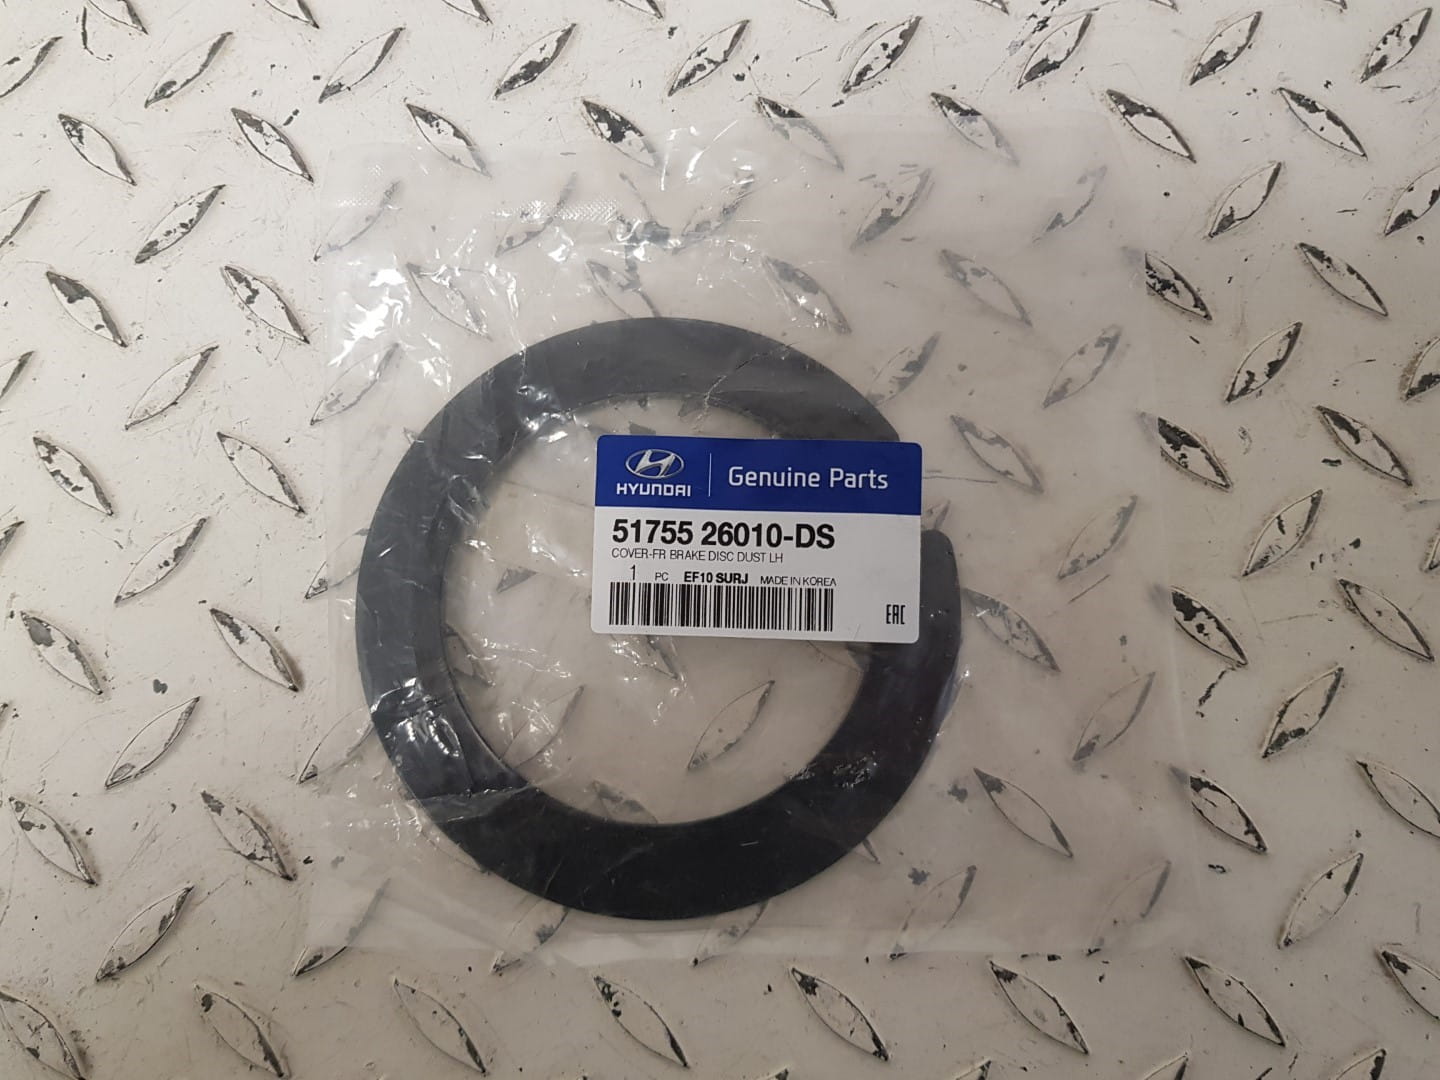 HYUNDAI
Genuine Parts
51755 26010-DS
COVER-FR BRAKE DISC DUST LH
1 PC EF10 SURJ MADE IN KOREA
EAC